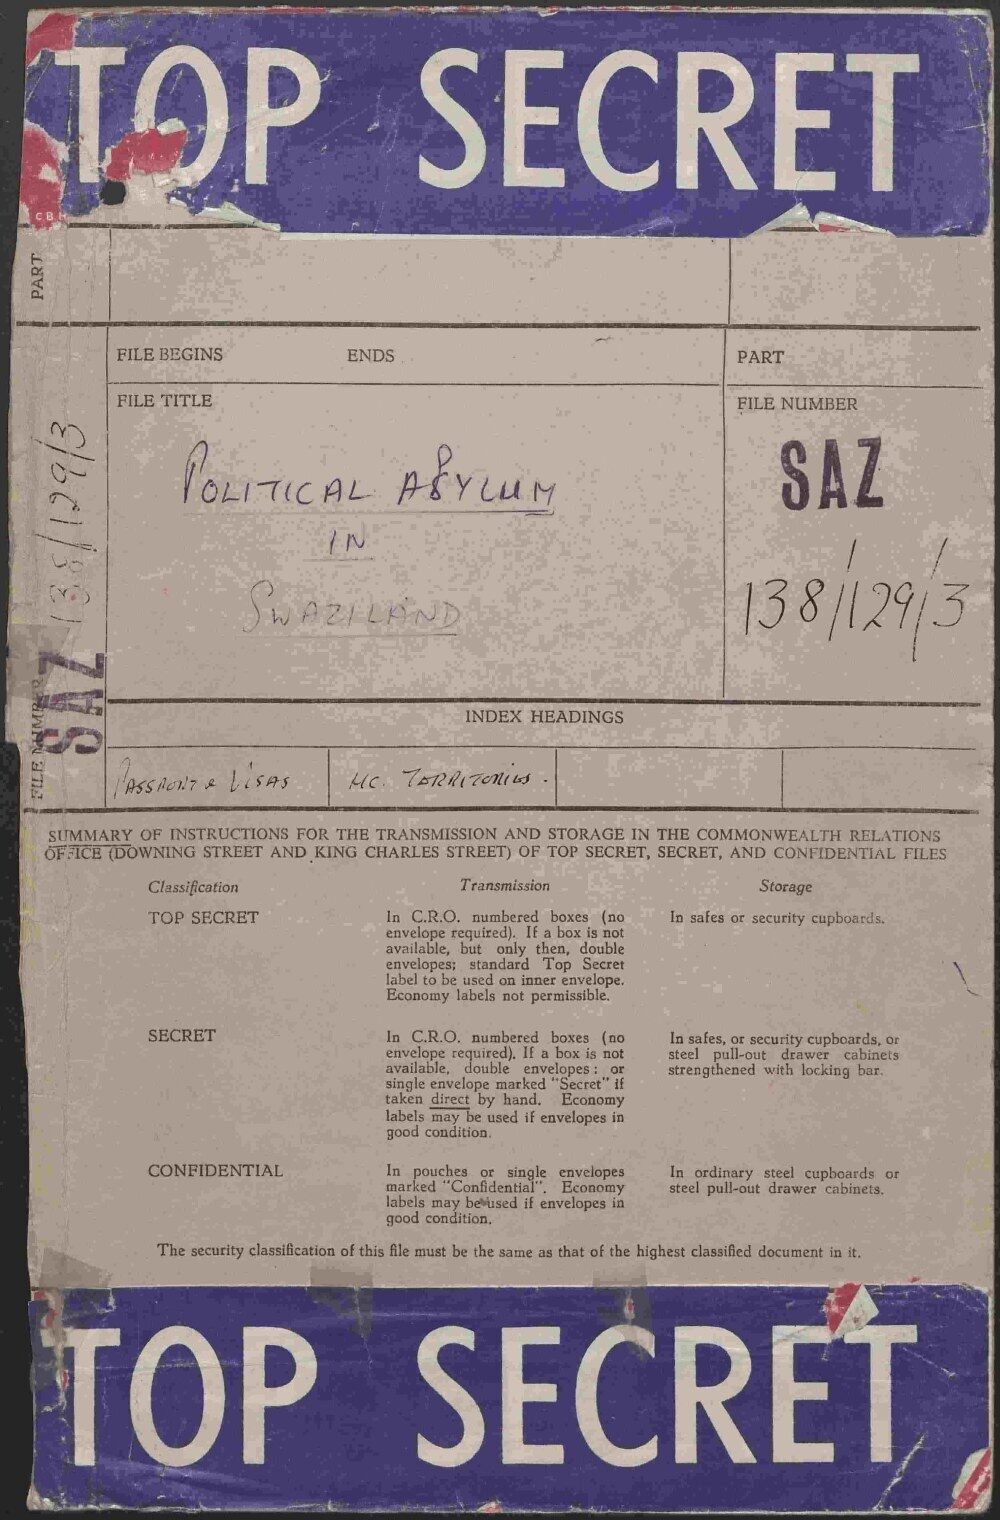 TOP SECRET
CB
PART
FILE BEGINS ENDS PART
FILE TITLE FILE NUMBER
POLITICAL ASYLUM
IN
SWAZILAND
SAZ
138/129/3
FILE NUMBER SAZ 138/129/3
INDEX HEADINGS
PASSPORT & VISAS HC. TERRITORIES.
SUMMARY OF INSTRUCTIONS FOR THE TRANSMISSION AND STORAGE IN THE COMMONWEALTH RELATIONS
OFFICE (DOWNING STREET AND KING CHARLES STREET) OF TOP SECRET, SECRET, AND CONFIDENTIAL FILES
Classification Transmission Storage
TOP SECRET In C.R.O. numbered boxes (no In safes or security cupboards.
envelope required). If a box is not
available, but only then, double
envelopes; standard Top Secret
label to be used on inner envelope.
Economy labels not permissible.
SECRET In C.R.O. numbered boxes (no In safes, or security cupboards, or
envelope required). If a box is not steel pull-out drawer cabinets
available, double envelopes: or strengthened with locking bar.
single envelope marked "Secret" if
taken direct by hand. Economy
labels may be used if envelopes in
good condition.
CONFIDENTIAL In pouches or single envelopes In ordinary steel cupboards or
marked "Confidential". Economy steel pull-out drawer cabinets.
labels may be used if envelopes in
good condition.
The security classification of this file must be the same as that of the highest classified document in it.
TOP SECRET